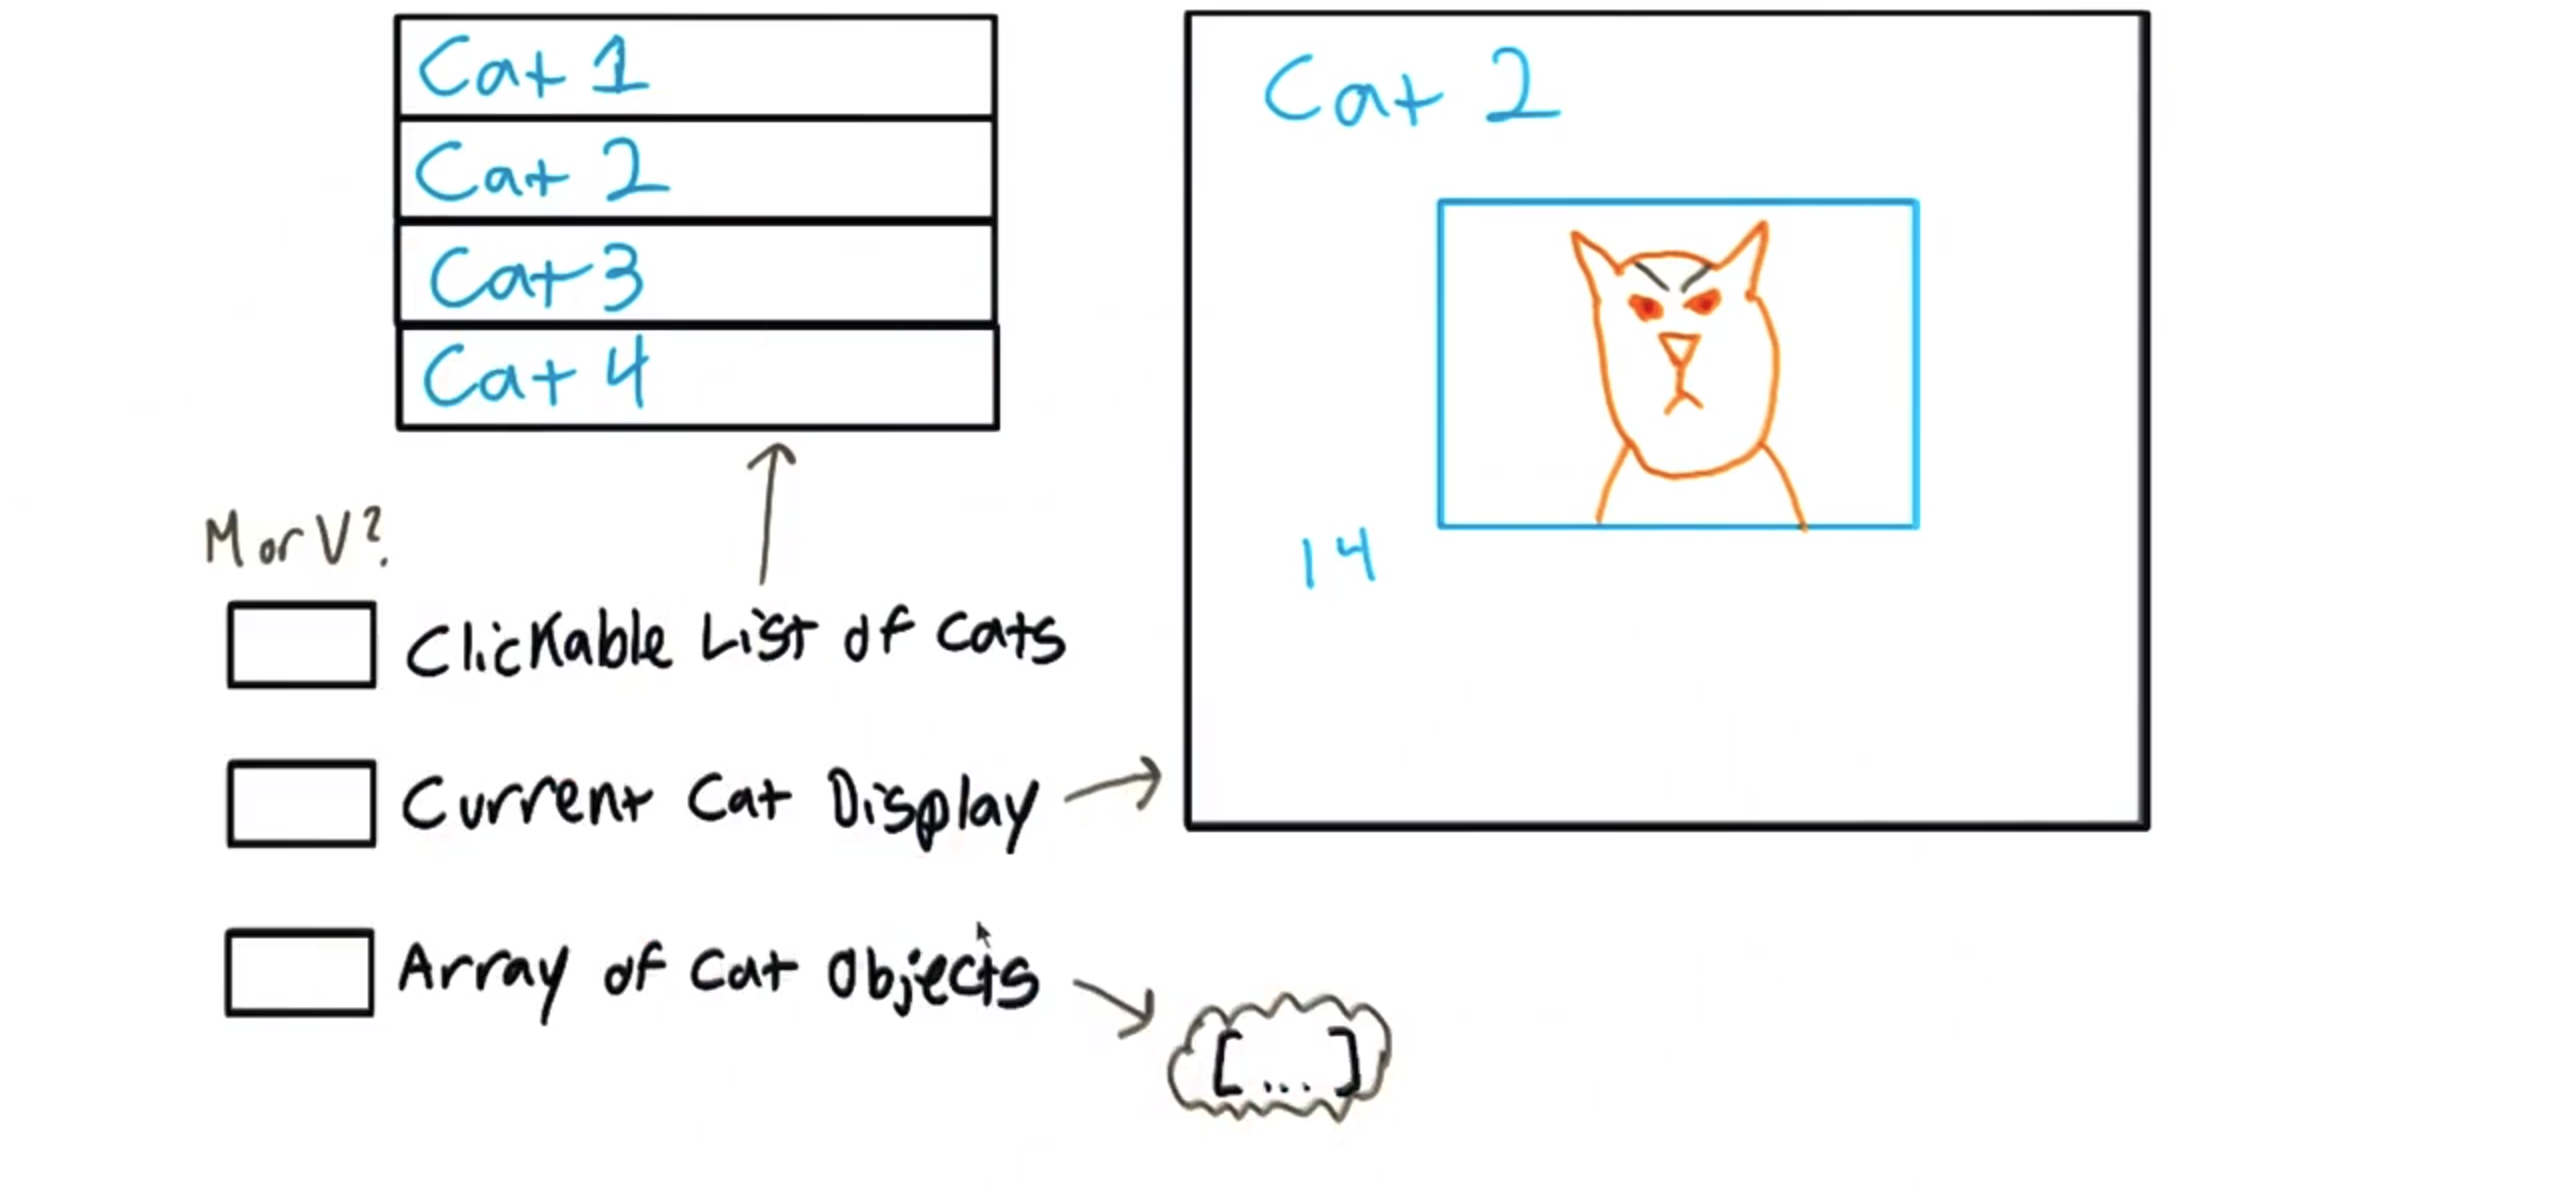 Cat 1
Cat 2
Cat 3
Cat 4
Cat 2
14
M or V?
Clickable List of Cats
Current Cat Display
Array of Cat Objects
[...]